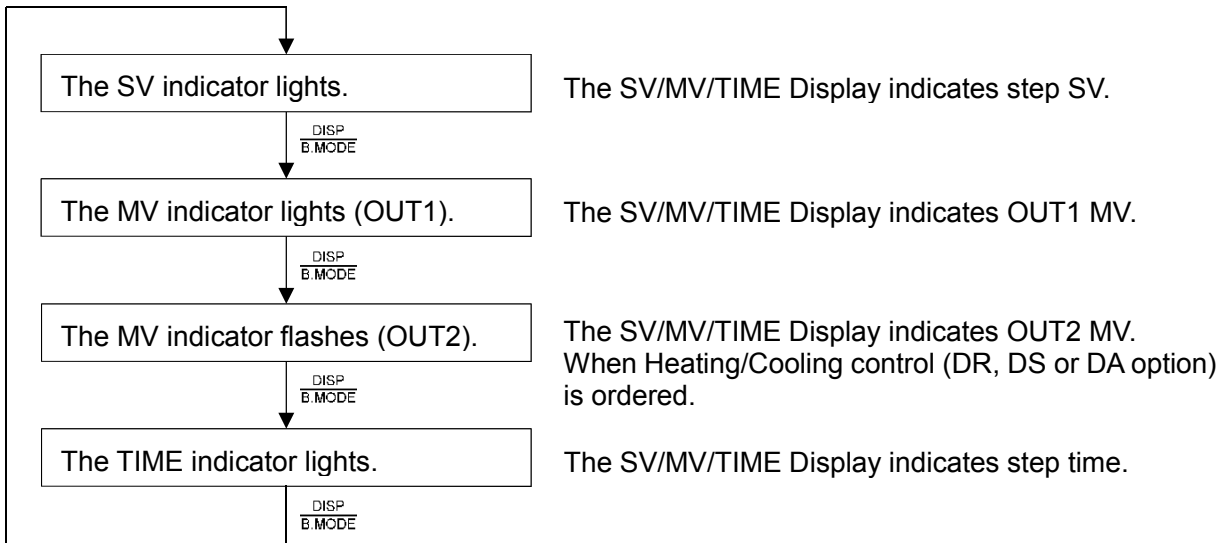 The SV indicator lights.
The SV/MV/TIME Display indicates step SV.
DISP
B.MODE
The MV indicator lights (OUT1).
The SV/MV/TIME Display indicates OUT1 MV.
DISP
B.MODE
The MV indicator flashes (OUT2).
The SV/MV/TIME Display indicates OUT2 MV.
When Heating/Cooling control (DR, DS or DA option)
is ordered.
DISP
B.MODE
The TIME indicator lights.
The SV/MV/TIME Display indicates step time.
DISP
B.MODE